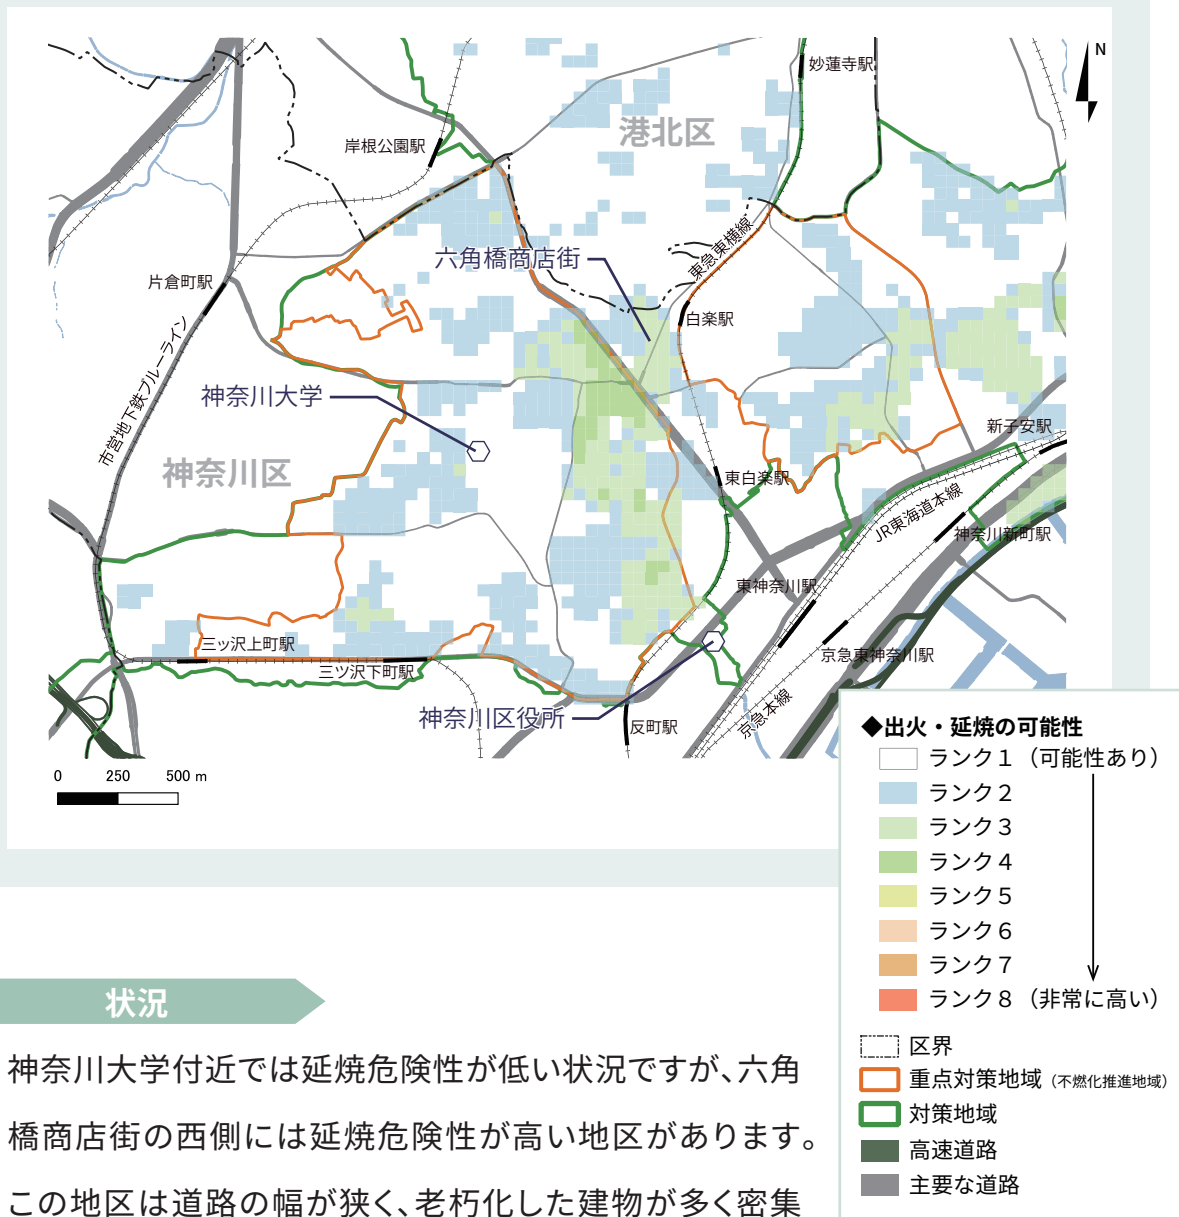 N
妙蓮寺駅
港北区
岸根公園駅
東急東横線
六角橋商店街
片倉町駅
白楽駅
市営地下鉄ブルーライン
神奈川大学
新子安駅
神奈川区
東白楽駅
JR東海道本線
神奈川新町駅
東神奈川駅
三ッ沢上町駅
京急東神奈川駅
三ッ沢下町駅
神奈川区役所
反町駅
京急本線
0 250 500 m
◆出火・延焼の可能性
ランク１（可能性あり）
ランク２
ランク３
ランク４
ランク５
ランク６
ランク７
ランク８（非常に高い）
区界
重点対策地域（不燃化推進地域）
対策地域
高速道路
主要な道路
状況
神奈川大学付近では延焼危険性が低い状況ですが、六角
橋商店街の西側には延焼危険性が高い地区があります。
この地区は道路の幅が狭く、老朽化した建物が多く密集